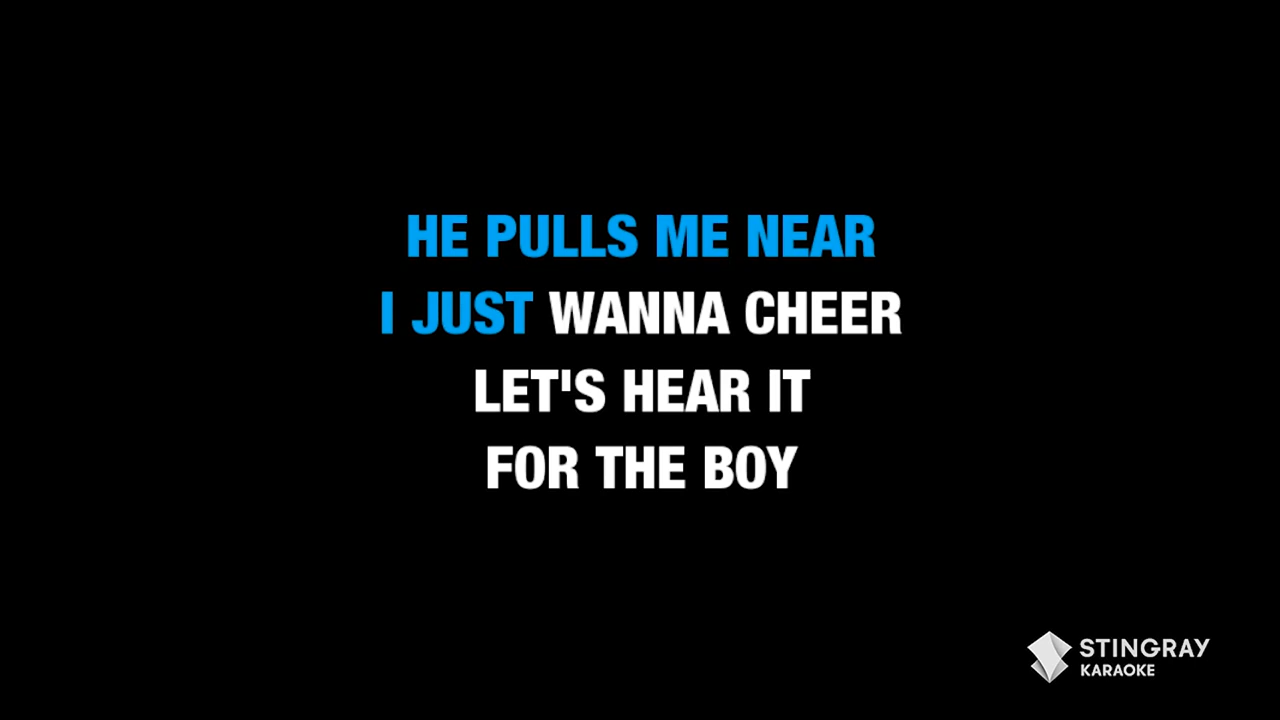 HE PULLS ME NEAR
I JUST WANNA CHEER
LET'S HEAR IT
FOR THE BOY
STINGRAY
KARAOKE